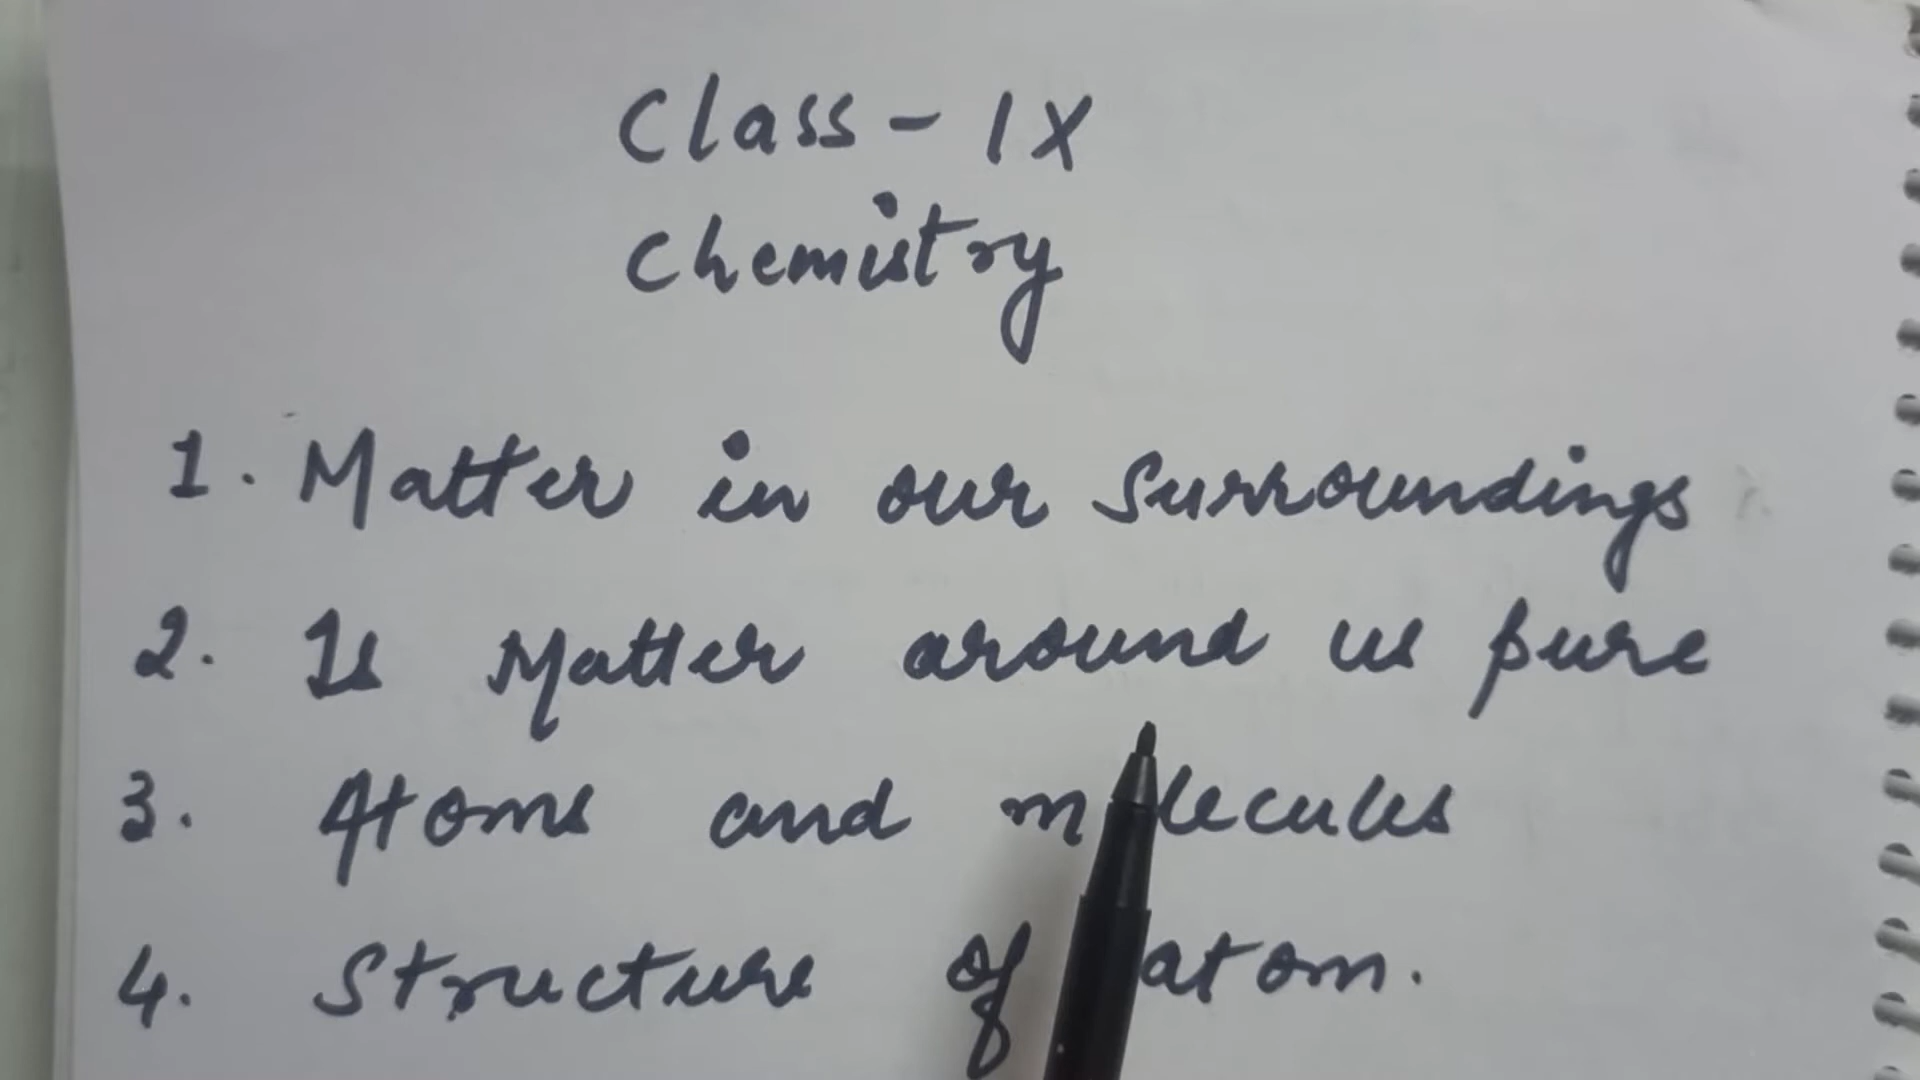 Class - IX
Chemistry
1. Matter in our Surroundings
2. Is Matter around us pure
3. Atoms and molecules
4. Structure of atom.